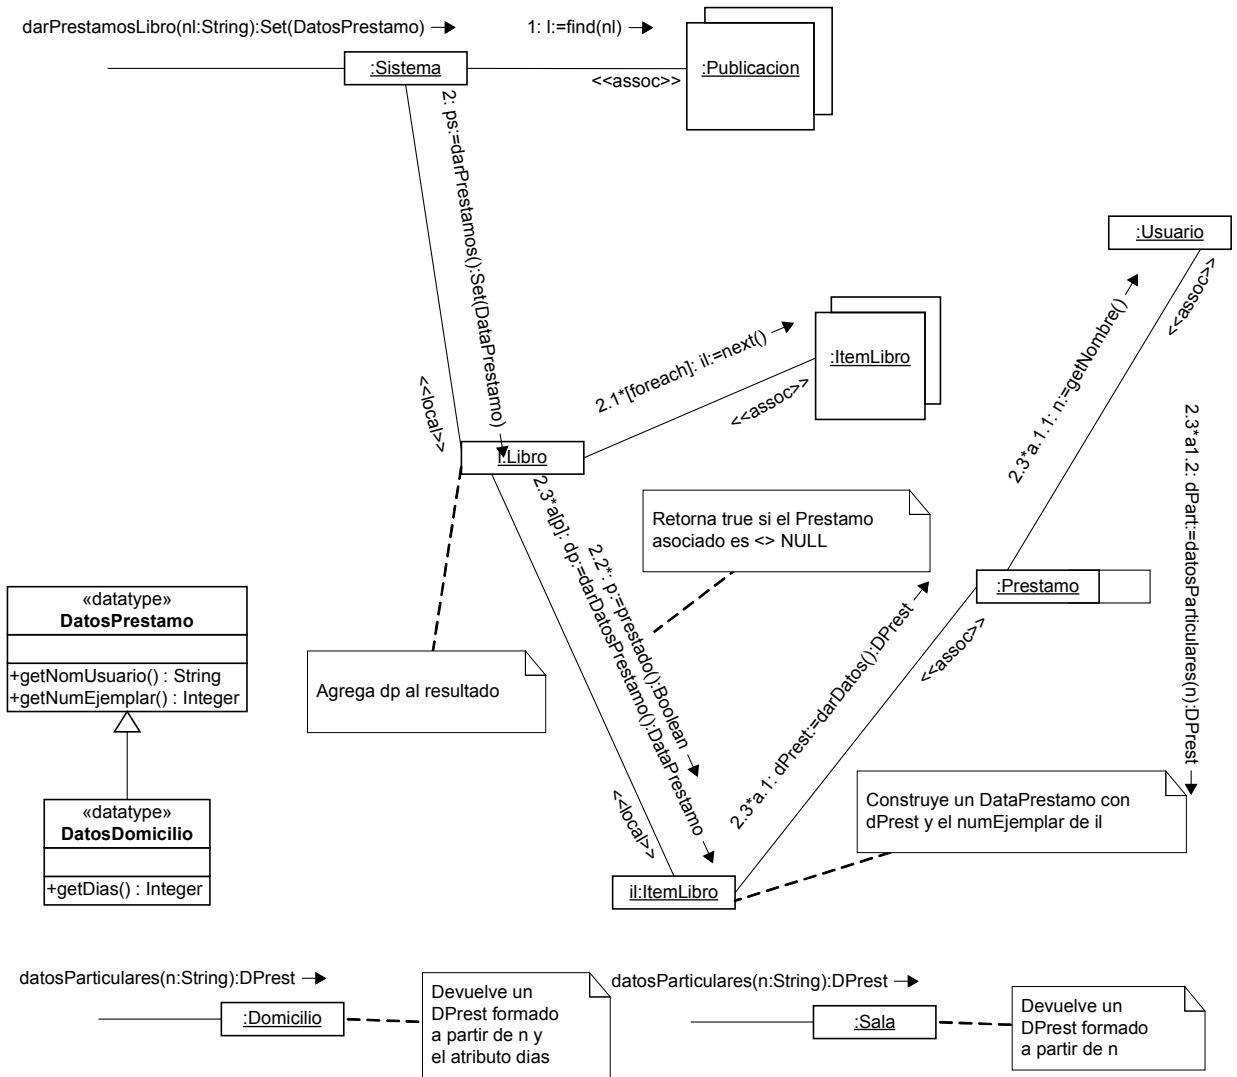 darPrestamosLibro(nl:String):Set(DatosPrestamo)
1: l:=find(nl)
:Sistema
<<assoc>>
:Publicacion
2: ps:=darPrestamos():Set(DataPrestamo)
<<local>>
:Usuario
<<assoc>>
2.3*a.1.1: n:=getNombre()
2.1*[foreach]: il:=next()
<<assoc>>
:ItemLibro
2.3*a1.2: dPart:=datosParticulares(n):DPrest
l:Libro
2.3*a[p]: dp:=darDatosPrestamo():DataPrestamo
2.2*: p:=prestado():Boolean
Retorna true si el Prestamo
asociado es <> NULL
:Prestamo
<<assoc>>
2.3*a.1: dPrest:=darDatos():DPrest
«datatype»
DatosPrestamo
+getNomUsuario() : String
+getNumEjemplar() : Integer
Agrega dp al resultado
<<local>>
Construye un DataPrestamo con
dPrest y el numEjemplar de il
«datatype»
DatosDomicilio
+getDias() : Integer
il:ItemLibro
datosParticulares(n:String):DPrest
:Domicilio
Devuelve un
DPrest formado
a partir de n y
el atributo dias
datosParticulares(n:String):DPrest
:Sala
Devuelve un
DPrest formado
a partir de n